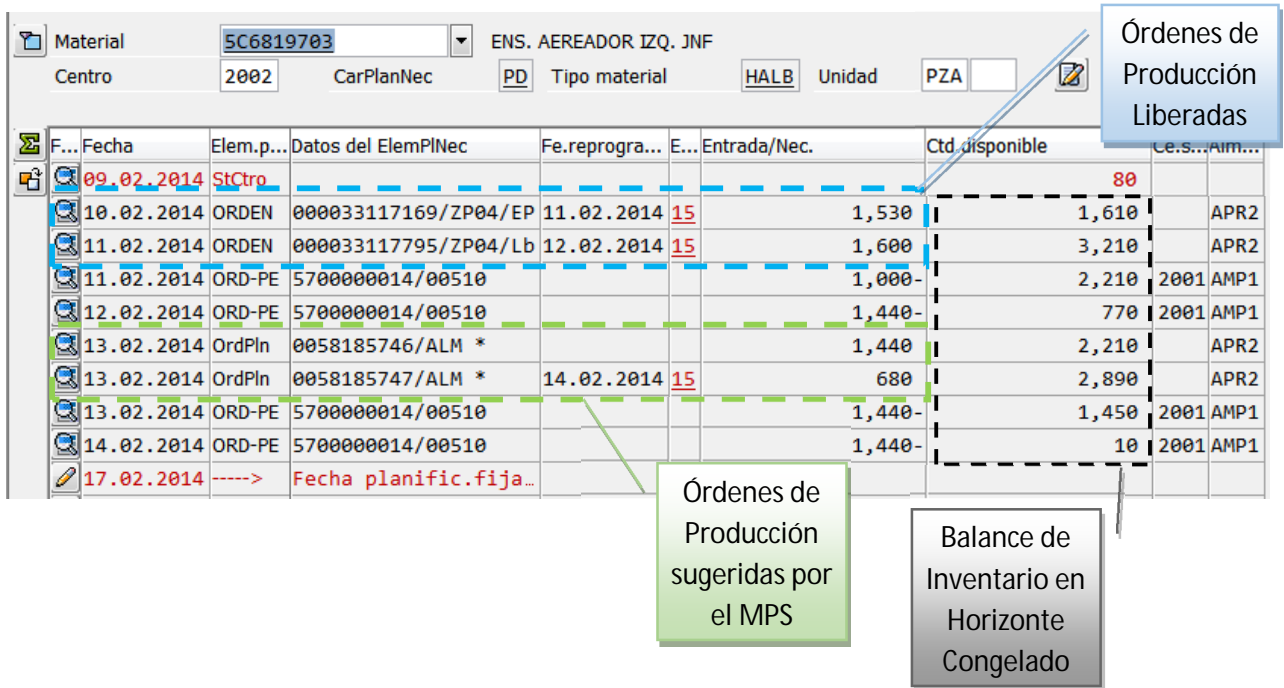 Material 5C6819703 ENS. AEREADOR IZQ. JNF
Centro 2002 CarPlanNec PD Tipo material HALB Unidad PZA
Órdenes de
Producción
Liberadas
F... Fecha Elem.p... Datos del ElemPlNec Fe.reprogra... E... Entrada/Nec. Ctd.disponible Ce.s... Alm...
09.02.2014 StCtro 80
10.02.2014 ORDEN 000033117169/ZP04/EP 11.02.2014 15 1,530 1,610 APR2
11.02.2014 ORDEN 000033117795/ZP04/Lb 12.02.2014 15 1,600 3,210 APR2
11.02.2014 ORD-PE 5700000014/00510 1,000- 2,210 2001 AMP1
12.02.2014 ORD-PE 5700000014/00510 1,440- 770 2001 AMP1
13.02.2014 OrdPln 0058185746/ALM * 1,440 2,210 APR2
13.02.2014 OrdPln 0058185747/ALM * 14.02.2014 15 680 2,890 APR2
13.02.2014 ORD-PE 5700000014/00510 1,440- 1,450 2001 AMP1
14.02.2014 ORD-PE 5700000014/00510 1,440- 10 2001 AMP1
17.02.2014 -----> Fecha planific.fija…
Órdenes de
Producción
sugeridas por
el MPS
Balance de
Inventario en
Horizonte
Congelado